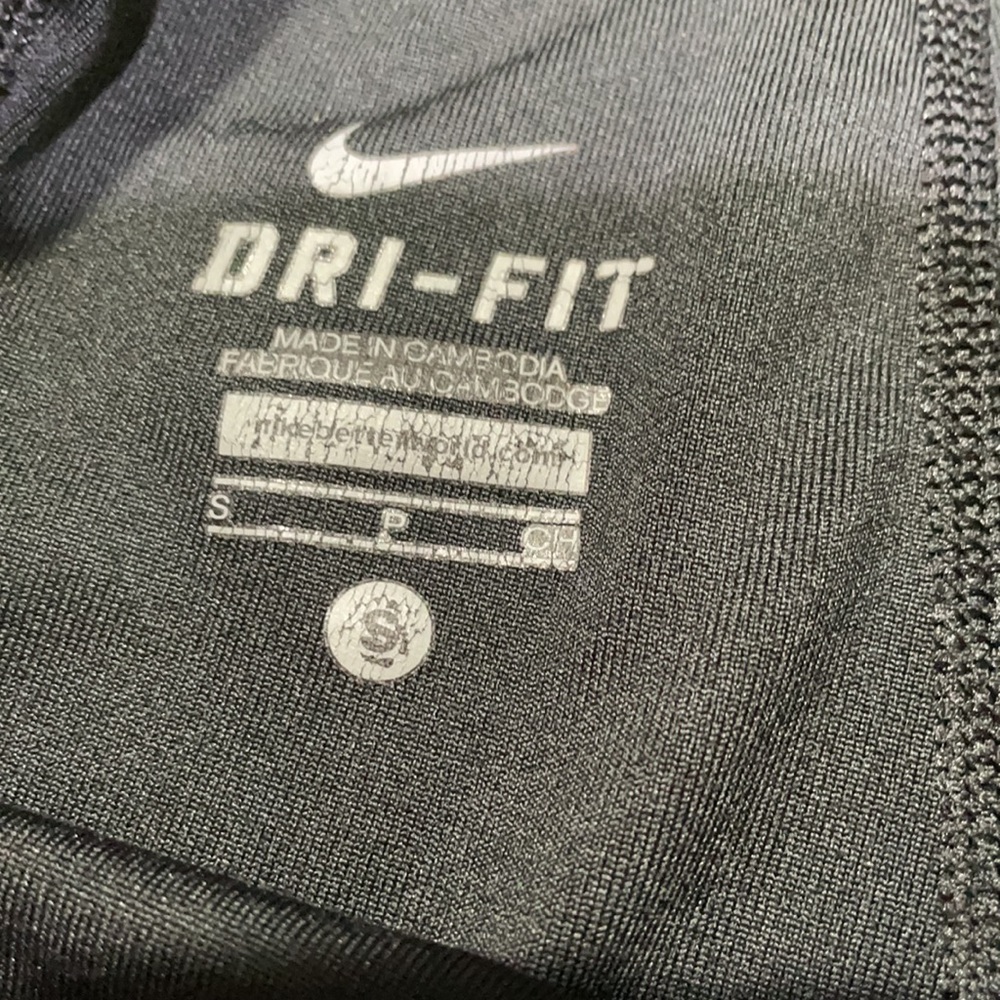 DRI-FIT
MADE IN CAMBODIA
FABRIQUE AU CAMBODGE
nikebetterworld.com
S P CH
S